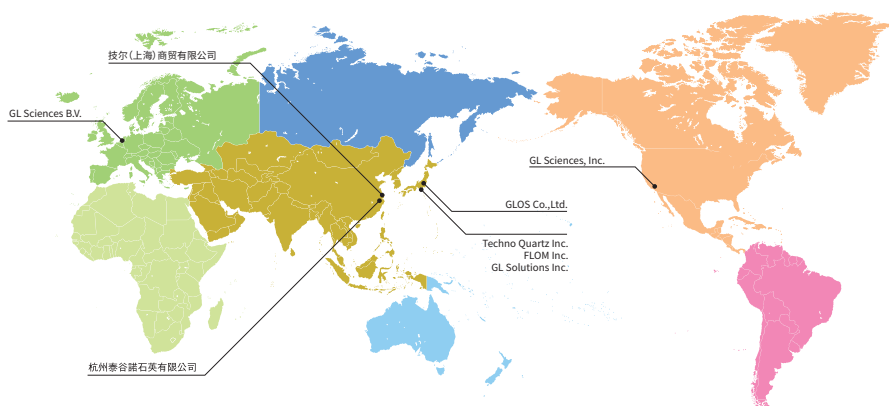 技尔（上海）商贸有限公司
GL Sciences B.V.
GL Sciences, Inc.
GLOS Co.,Ltd.
Techno Quartz Inc.
FLOM Inc.
GL Solutions Inc.
杭州泰谷諾石英有限公司